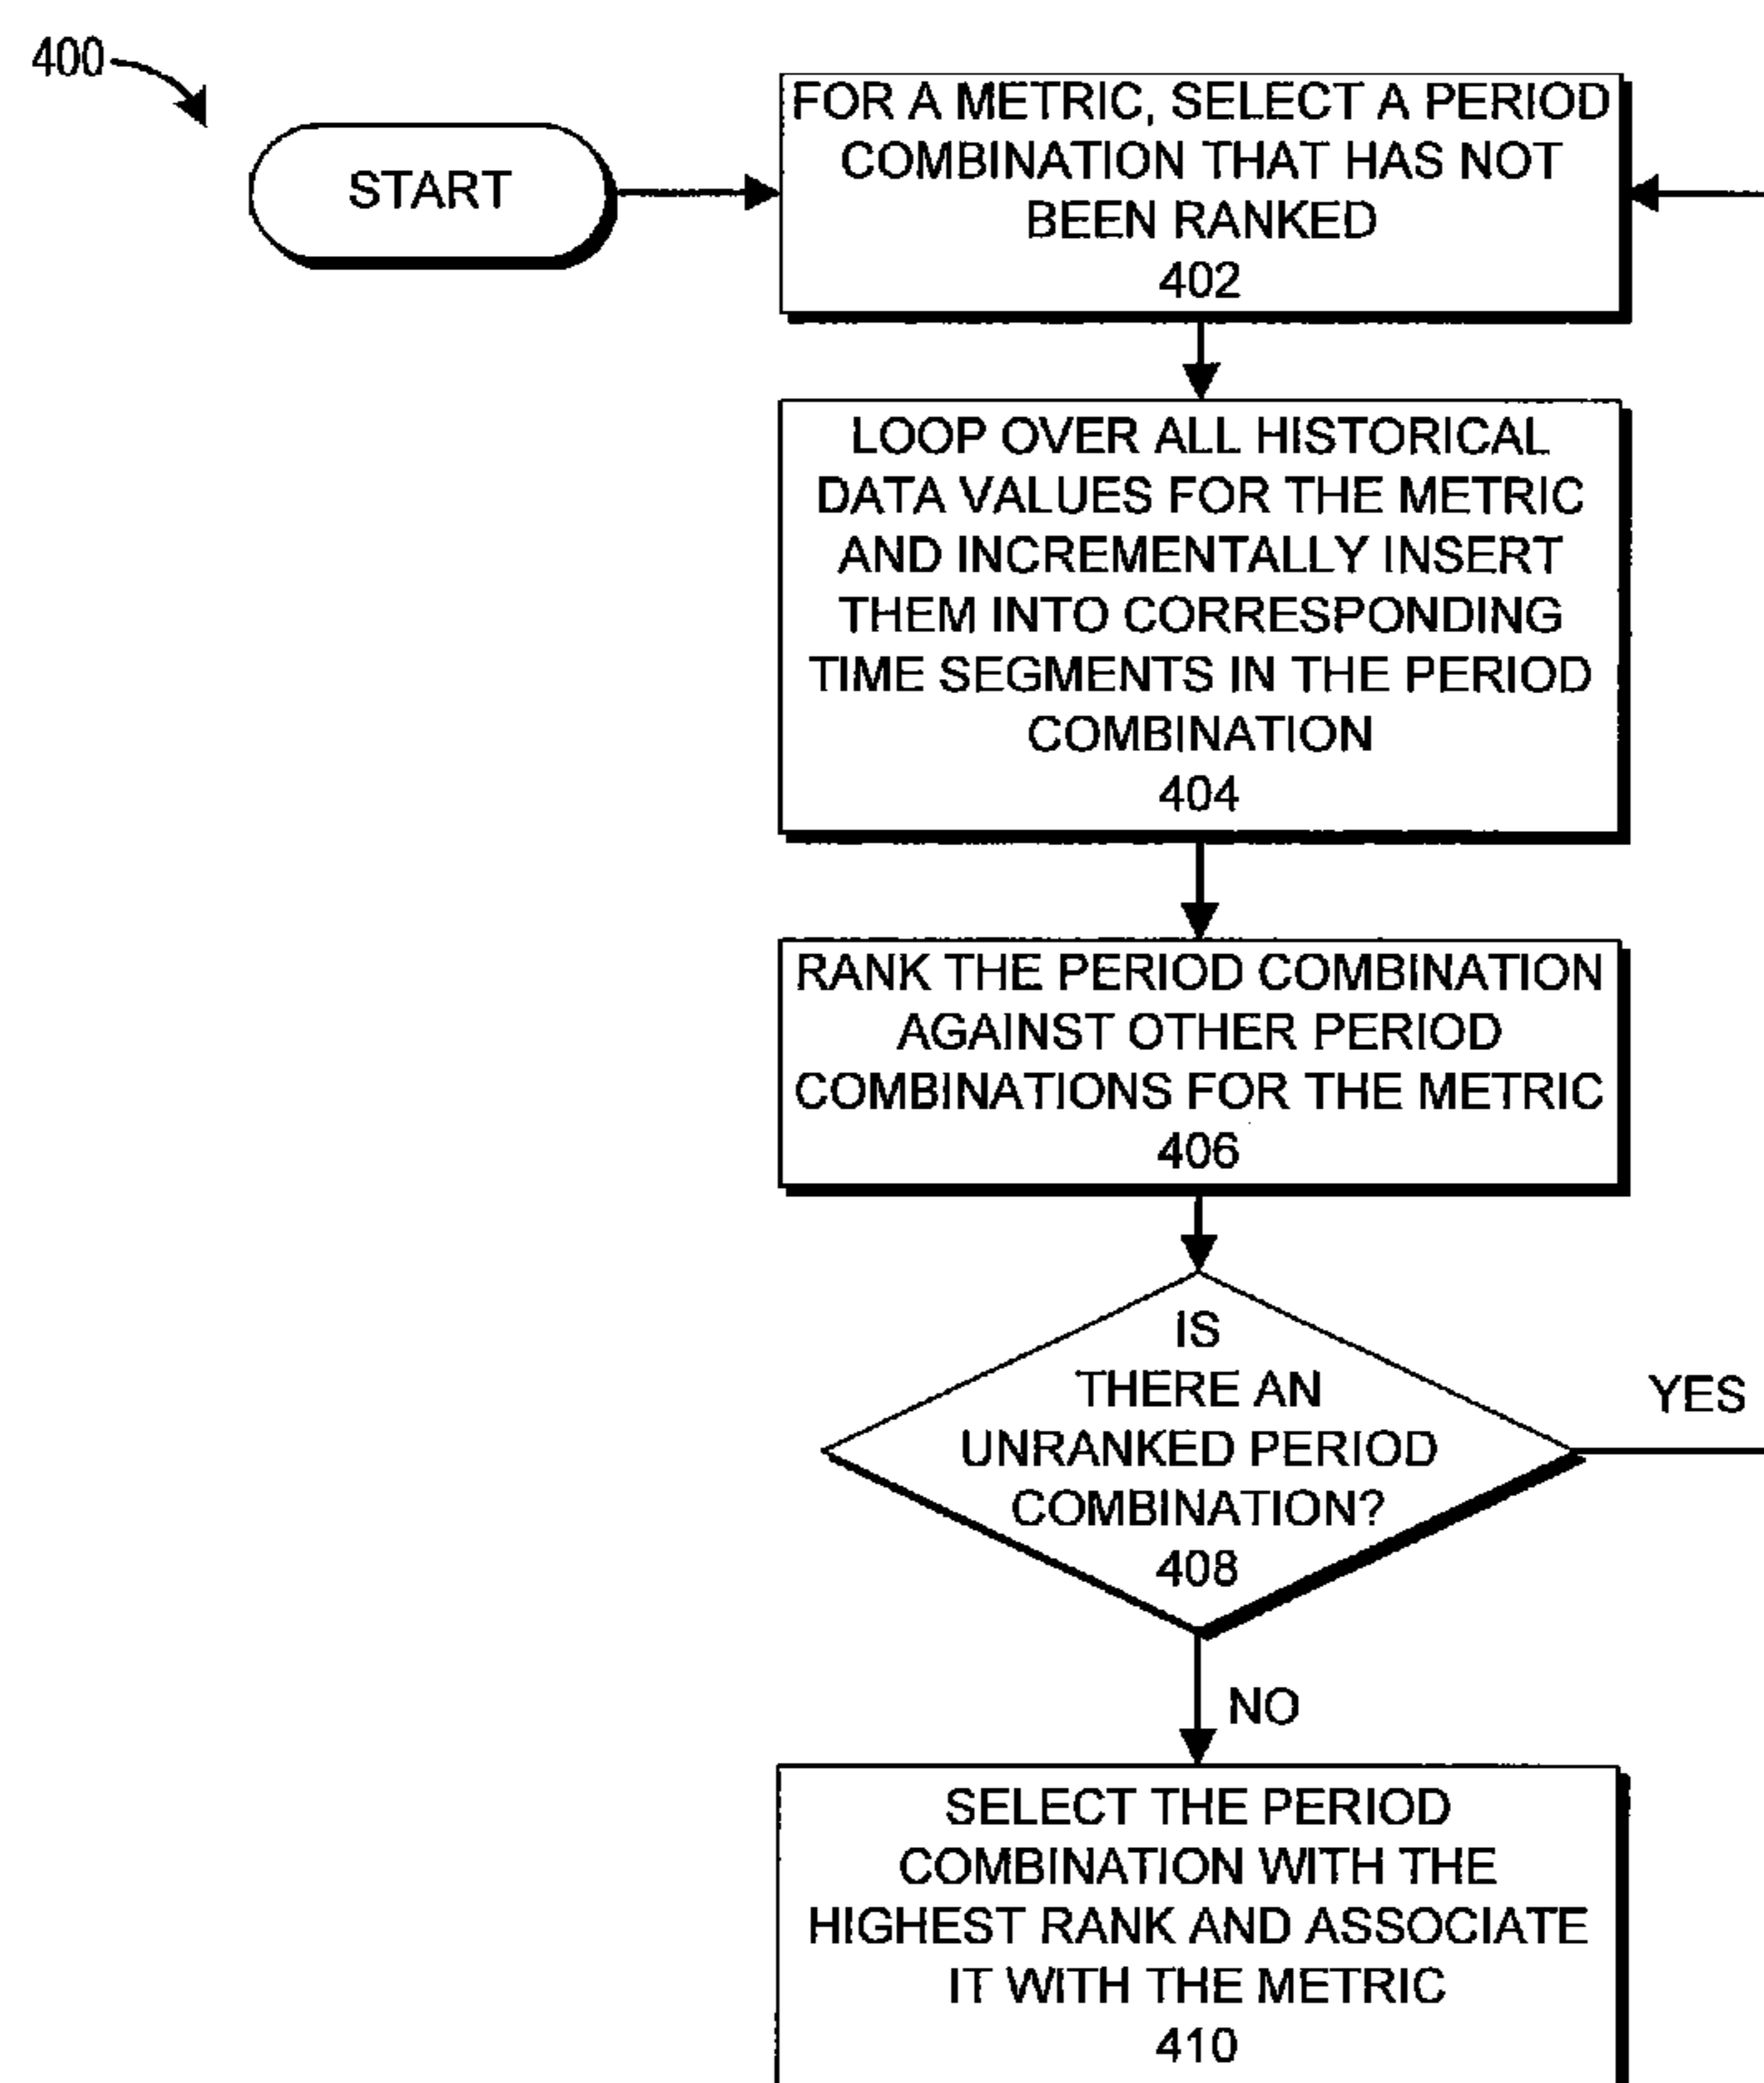 400
START
FOR A METRIC, SELECT A PERIOD
COMBINATION THAT HAS NOT
BEEN RANKED
402
LOOP OVER ALL HISTORICAL
DATA VALUES FOR THE METRIC
AND INCREMENTALLY INSERT
THEM INTO CORRESPONDING
TIME SEGMENTS IN THE PERIOD
COMBINATION
404
RANK THE PERIOD COMBINATION
AGAINST OTHER PERIOD
COMBINATIONS FOR THE METRIC
406
IS
THERE AN
UNRANKED PERIOD
COMBINATION?
408
YES
NO
SELECT THE PERIOD
COMBINATION WITH THE
HIGHEST RANK AND ASSOCIATE
IT WITH THE METRIC
410